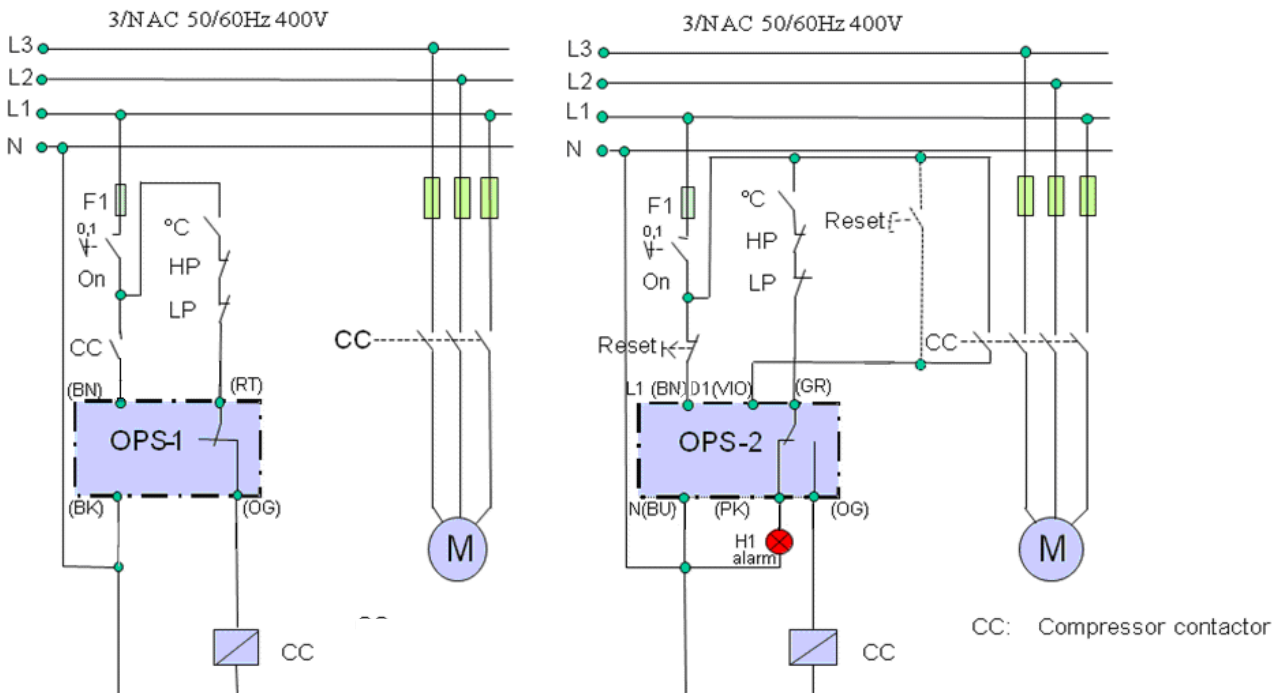 3/NAC 50/60Hz 400V
L3
L2
L1
N
F1
0,1
On
°C
HP
LP
CC
CC
(BN)
(RT)
OPS-1
(BK)
(OG)
M
CC
3/NAC 50/60Hz 400V
L3
L2
L1
N
F1
0,1
On
°C
HP
LP
Reset
Reset
CC
L1 (BN) D1(VIO) (GR)
OPS-2
N(BU) (PK) (OG)
H1
alarm
M
CC
CC: Compressor contactor